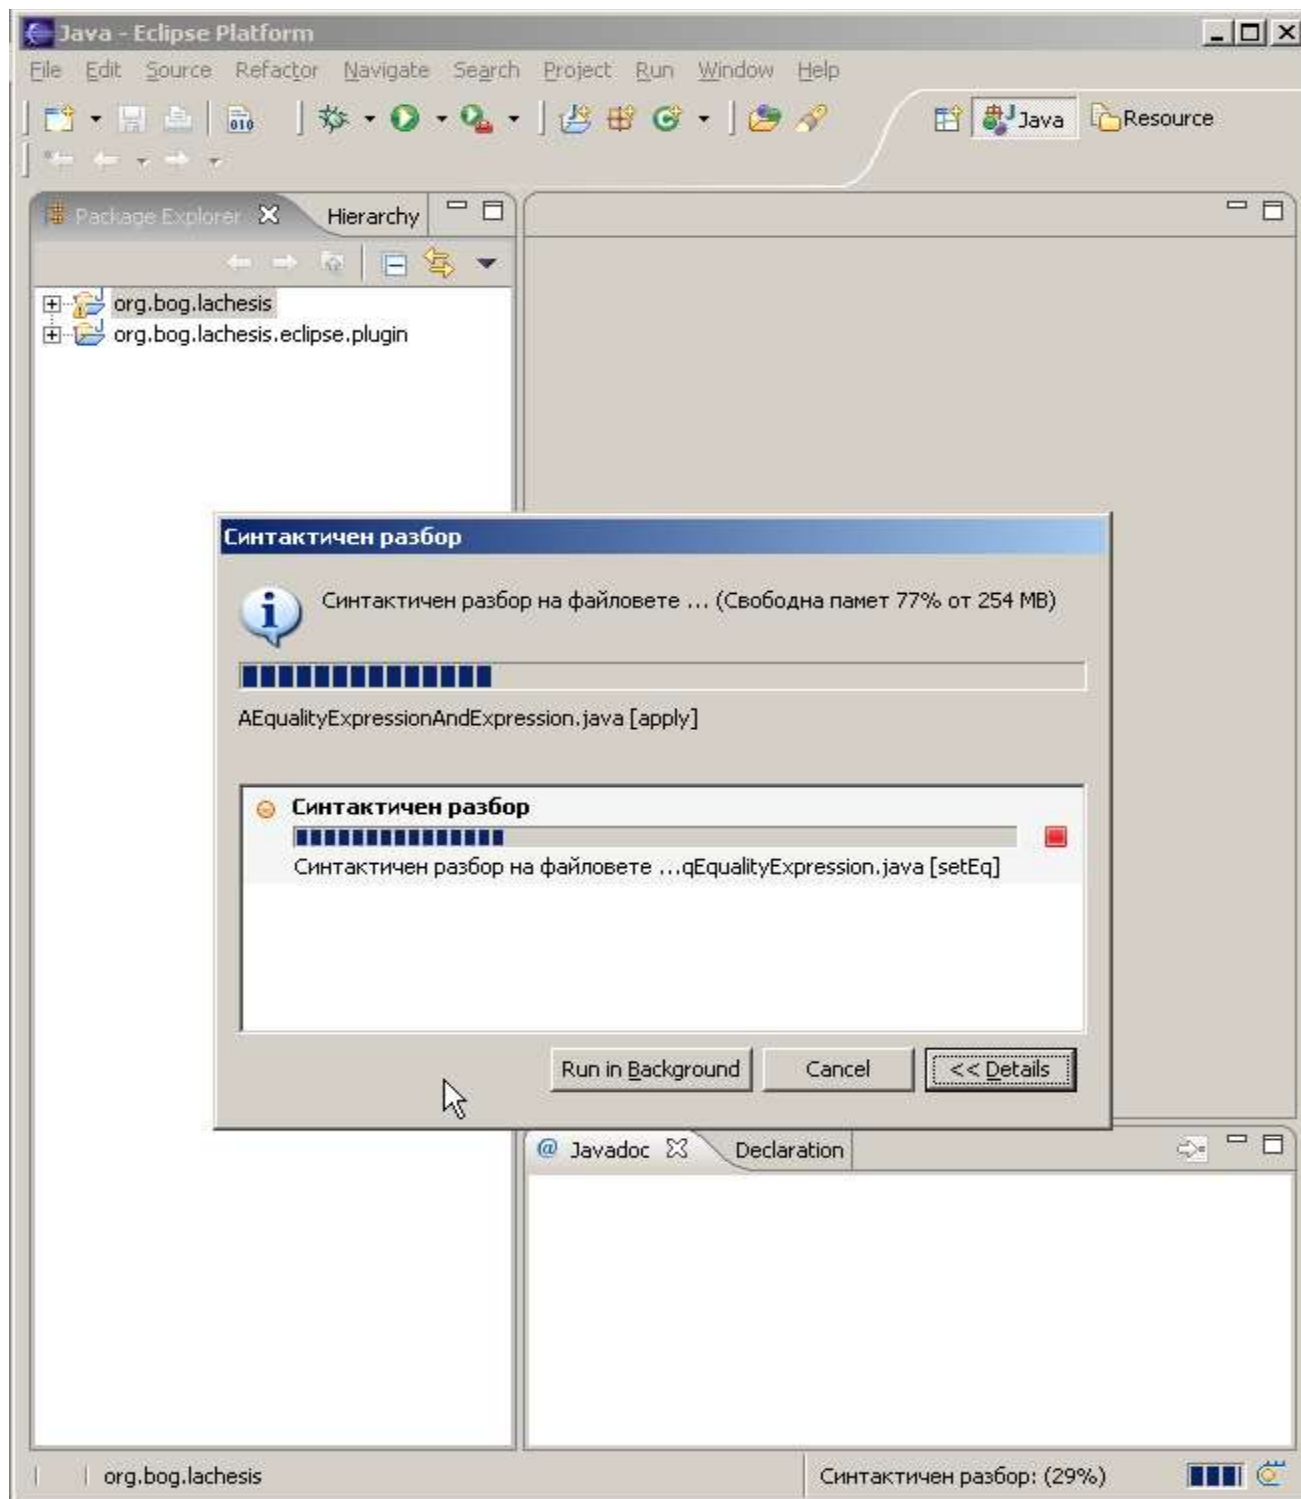 Java - Eclipse Platform
File Edit Source Refactor Navigate Search Project Run Window Help
010
Java Resource
Package Explorer Hierarchy
org.bog.lachesis
org.bog.lachesis.eclipse.plugin
Синтактичен разбор
Синтактичен разбор на файловете ... (Свободна памет 77% от 254 MB)
AEqualityExpressionAndExpression.java [apply]
Синтактичен разбор
Синтактичен разбор на файловете ...qEqualityExpression.java [setEq]
Run in Background Cancel << Details
@ Javadoc Declaration
org.bog.lachesis Синтактичен разбор: (29%)